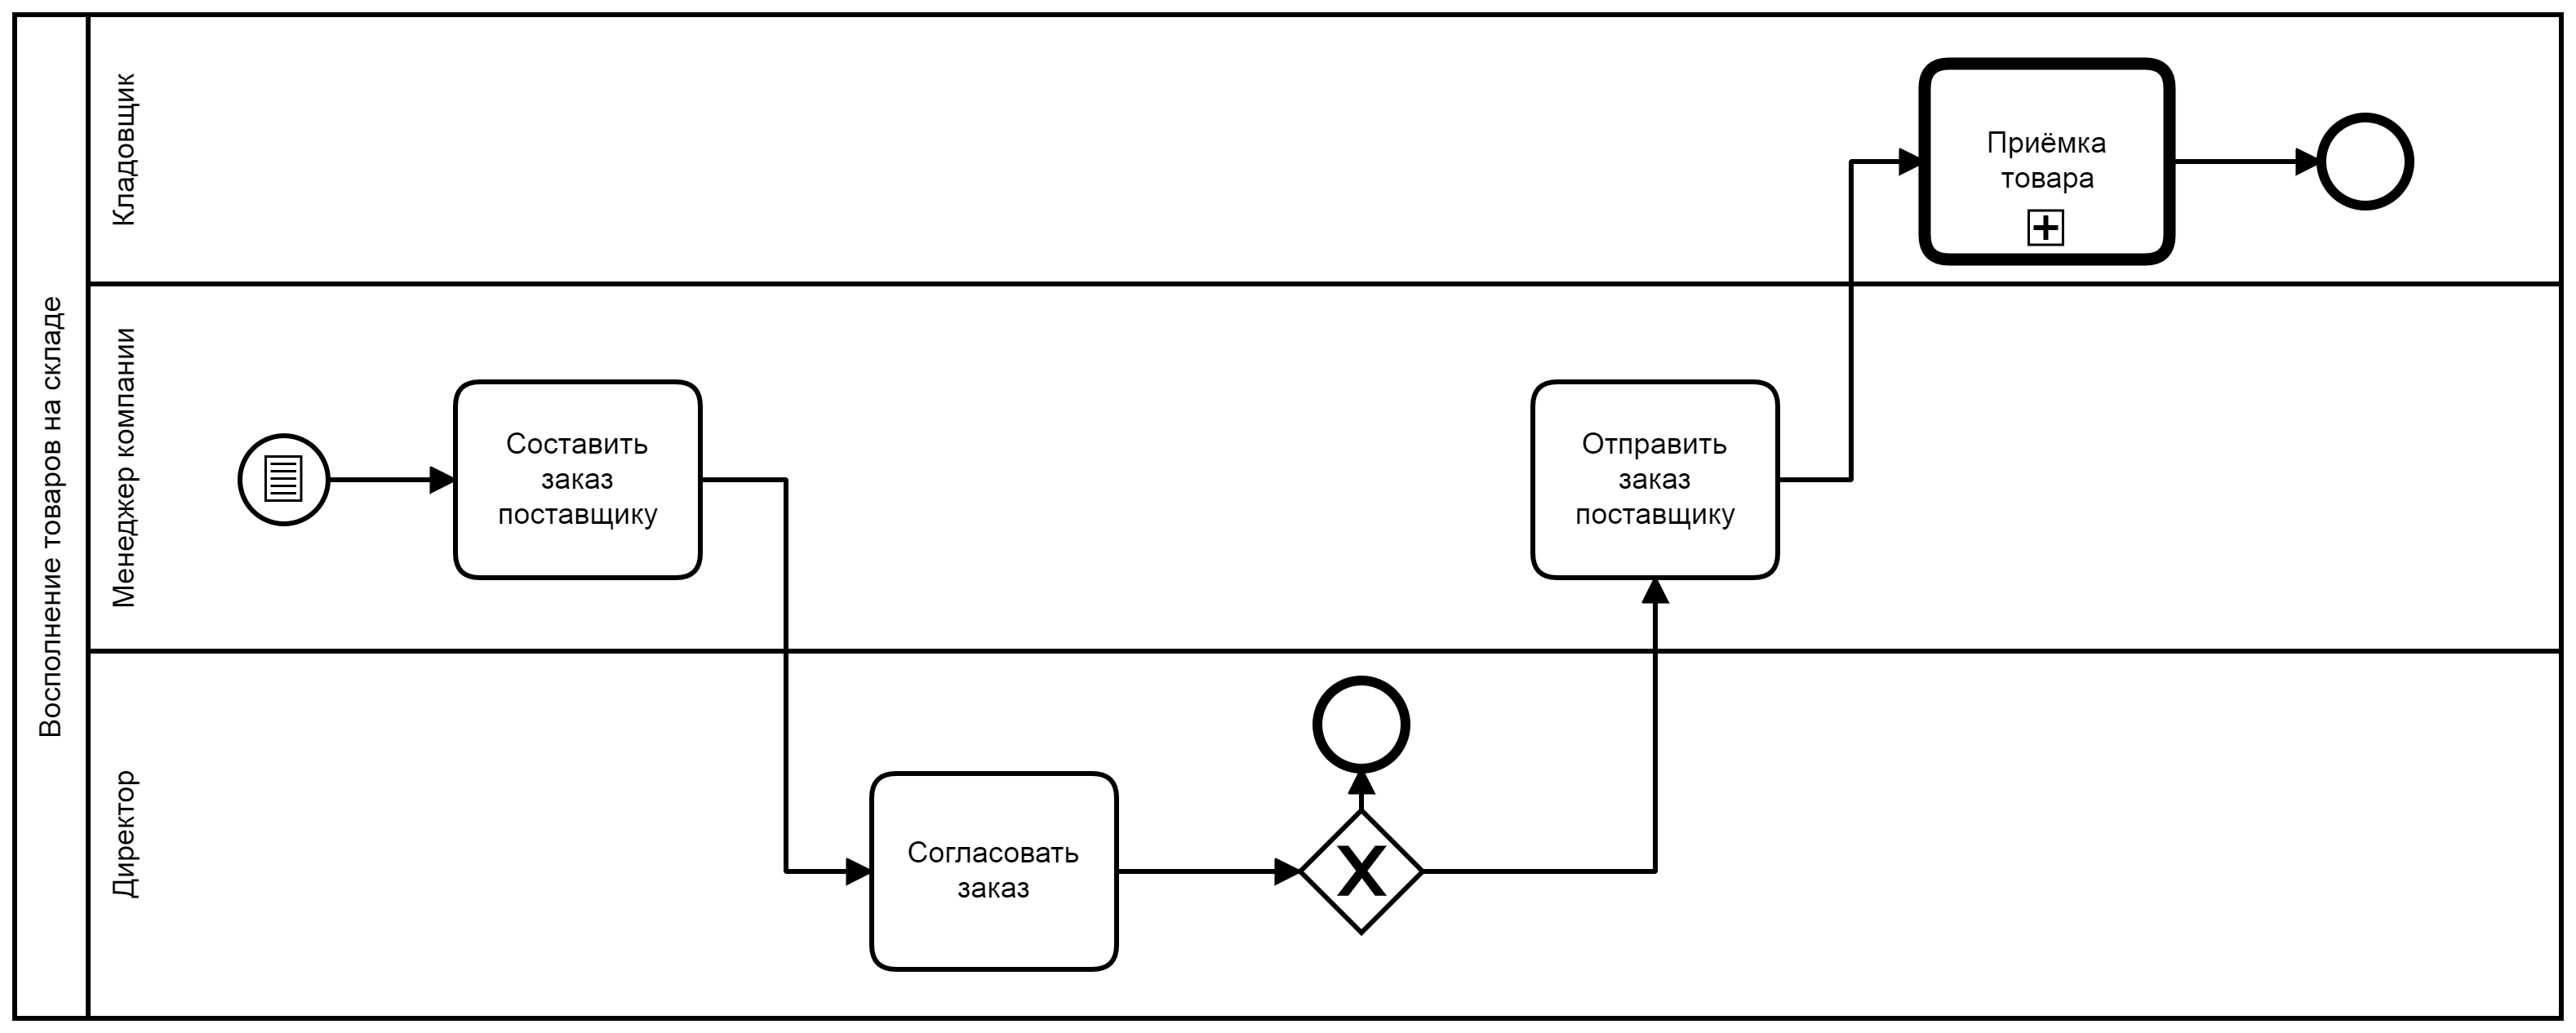 Восполнение товаров на складе
Кладовщик
Приёмка
товара
Менеджер компании
Составить
заказ
поставщику
Отправить
заказ
поставщику
Директор
Согласовать
заказ
X